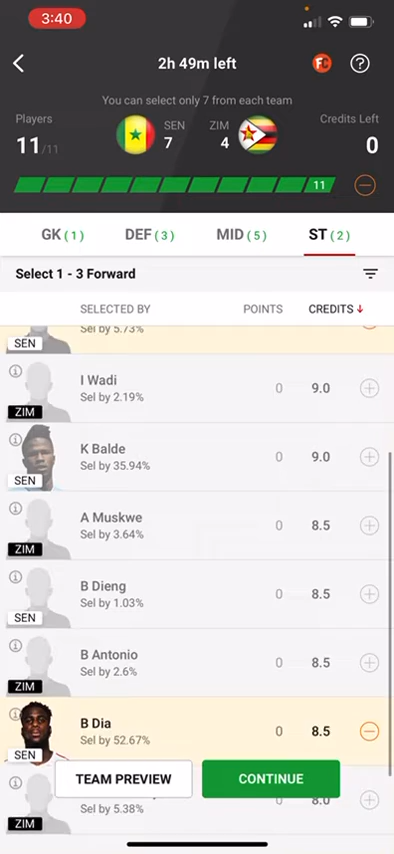 3:40
2h 49m left
FC
?
You can select only 7 from each team
Players
SEN
ZIM
Credits Left
11/11
7
4
0
11
GK (1)
DEF (3)
MID (5)
ST (2)
Select 1 - 3 Forward
SELECTED BY
POINTS
CREDITS
SEN
Sel by 5.73%
I Wadi
Sel by 2.19%
0
9.0
ZIM
K Balde
Sel by 35.94%
0
9.0
SEN
A Muskwe
Sel by 3.64%
0
8.5
ZIM
B Dieng
Sel by 1.03%
0
8.5
SEN
B Antonio
Sel by 2.6%
0
8.5
ZIM
B Dia
Sel by 52.67%
0
8.5
SEN
TEAM PREVIEW
CONTINUE
Sel by 5.38%
0
8.0
ZIM